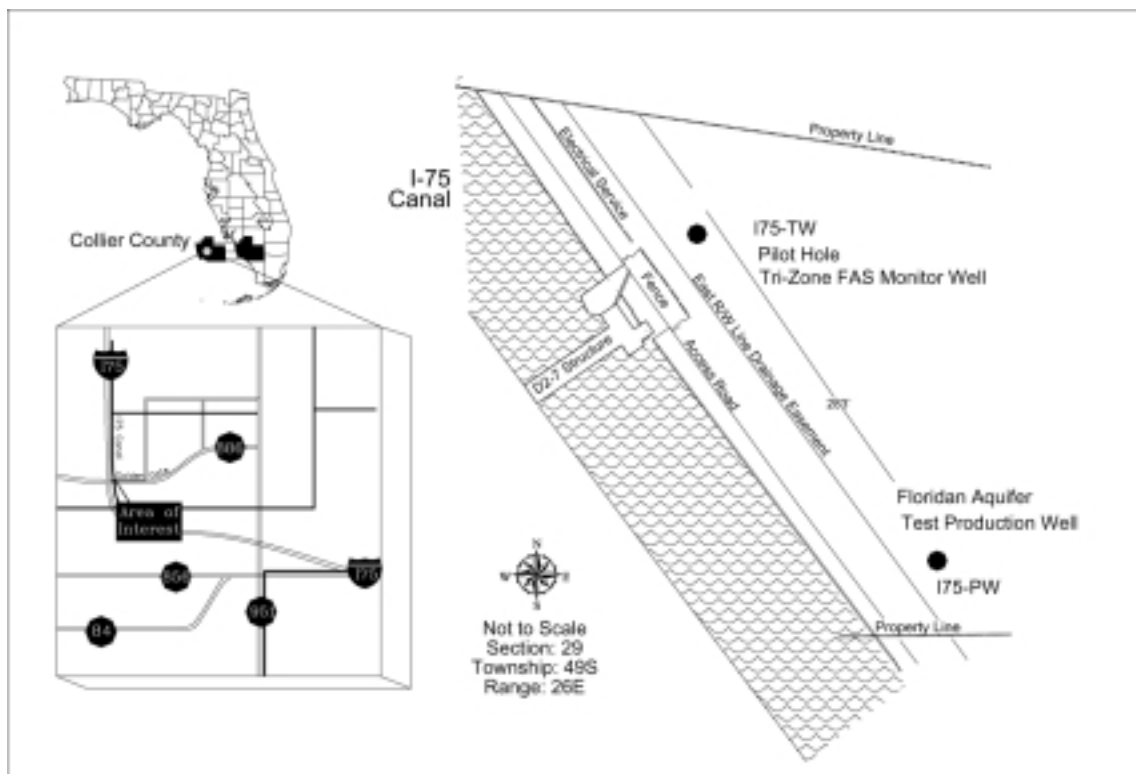 Collier County
I75
I-75
Canal
886
Area of
Interest
856
I75
951
84
N
W
E
S
Not to Scale
Section: 29
Township: 49S
Range: 26E
Property Line
Electrical Service
I75-TW
Pilot Hole
Tri-Zone FAS Monitor Well
Fence
East R/W Line Drainage Easement
Access Road
D2-7 Structure
Floridan Aquifer
Test Production Well
I75-PW
Property Line